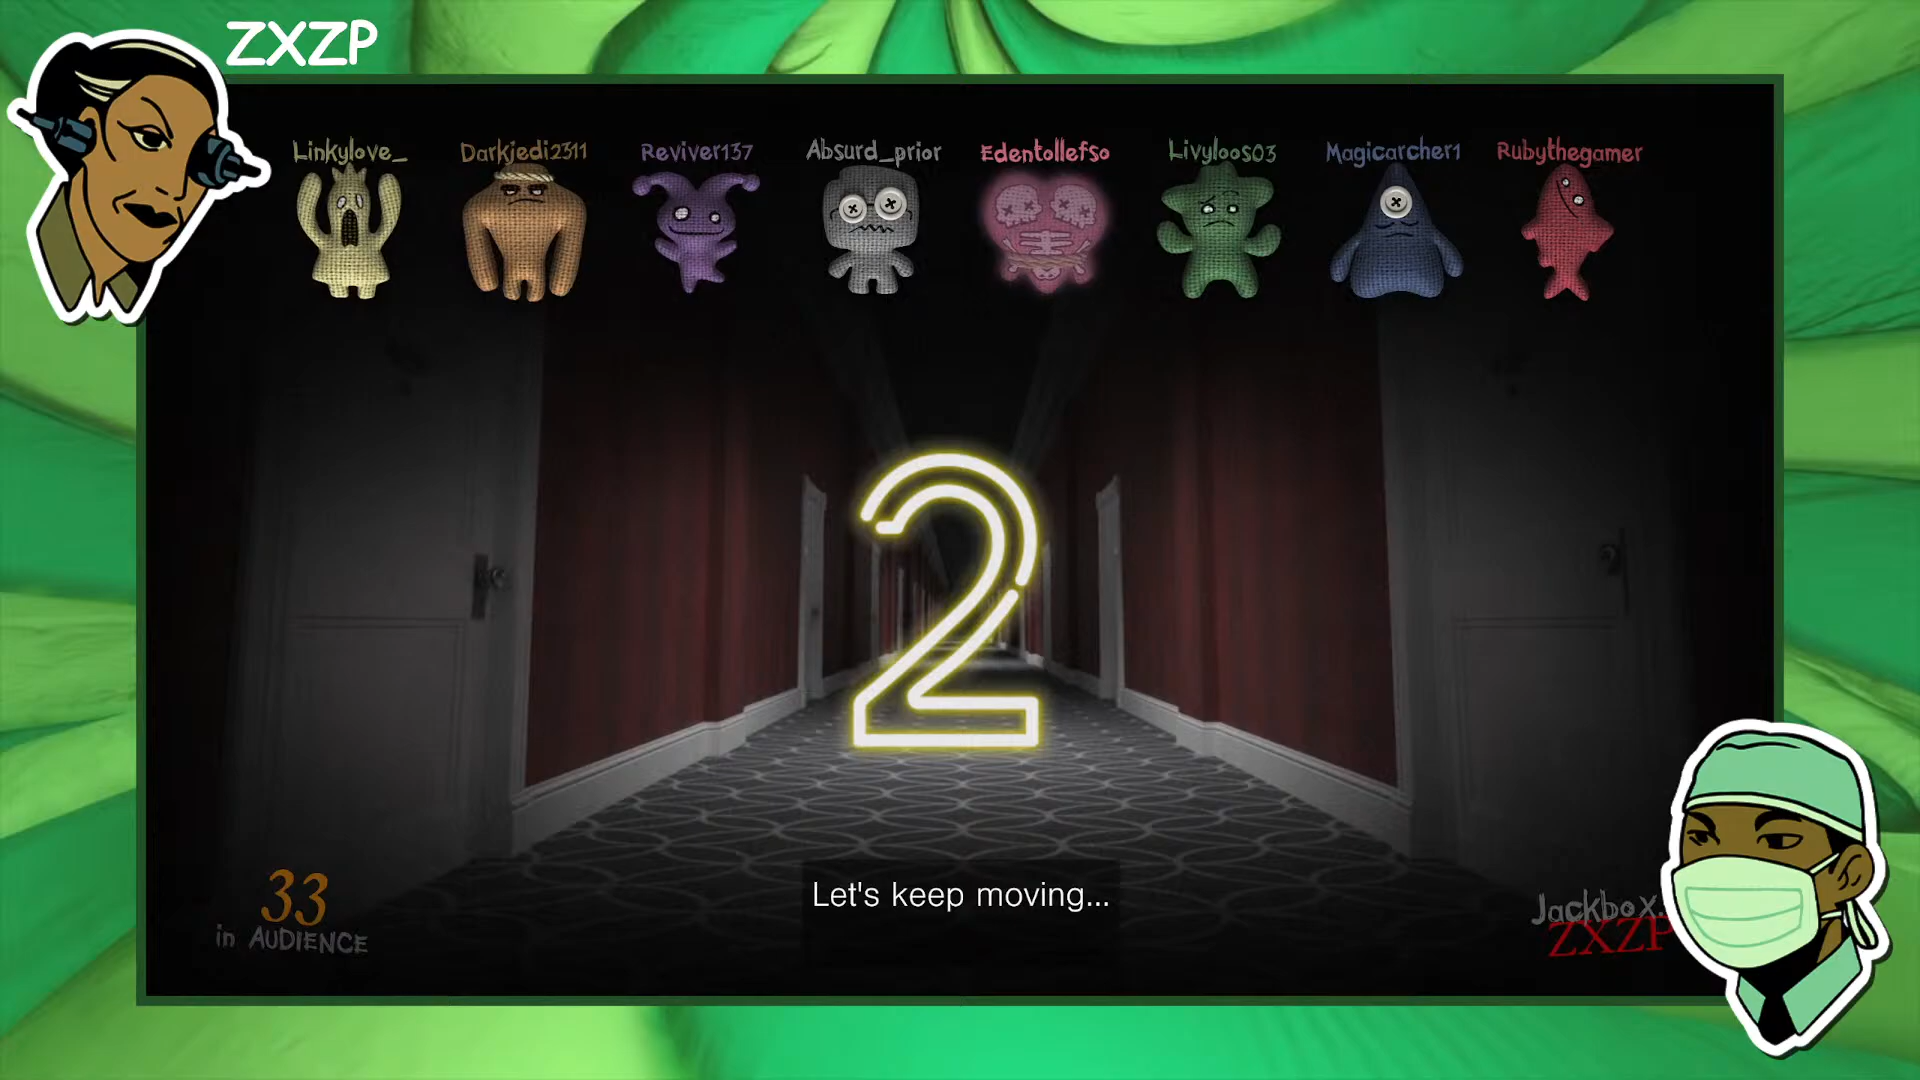 ZXZP
Linkylove_ Darkjedi2311 Reviver137 Absurd_prior Edentollefso Livyloos03 Magicarcher1 Rubythegamer
2
Let's keep moving...
33
in AUDIENCE
Jackbox.
ZXZP